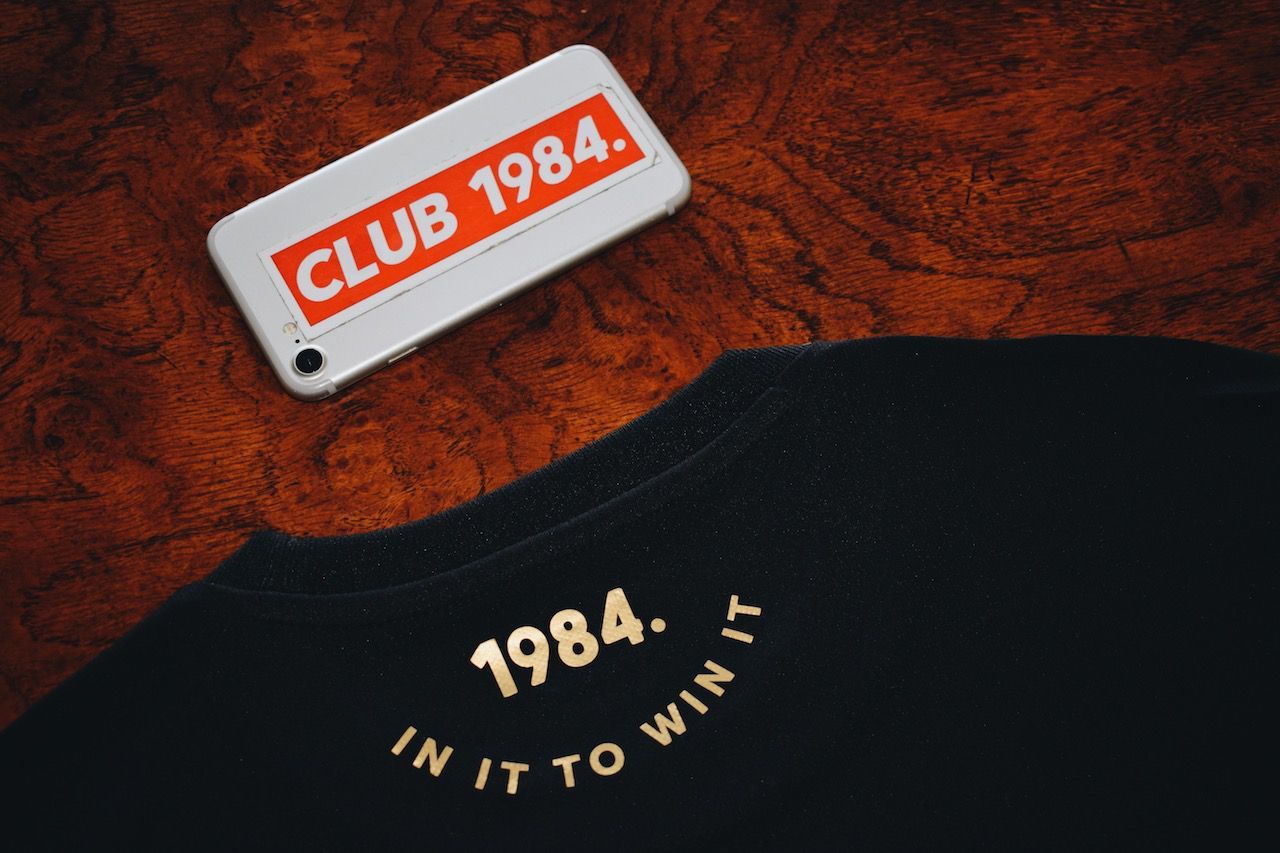 CLUB 1984.
1984.
IN IT TO WIN IT